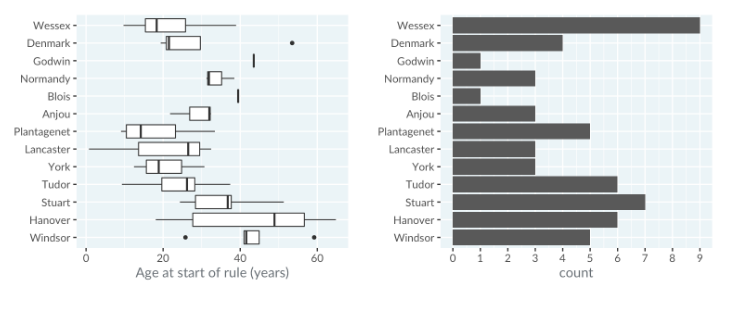 Wessex
Denmark
Godwin
Normandy
Blois
Anjou
Plantagenet
Lancaster
York
Tudor
Stuart
Hanover
Windsor
0 20 40 60
Age at start of rule (years)
Wessex
Denmark
Godwin
Normandy
Blois
Anjou
Plantagenet
Lancaster
York
Tudor
Stuart
Hanover
Windsor
0 1 2 3 4 5 6 7 8 9
count